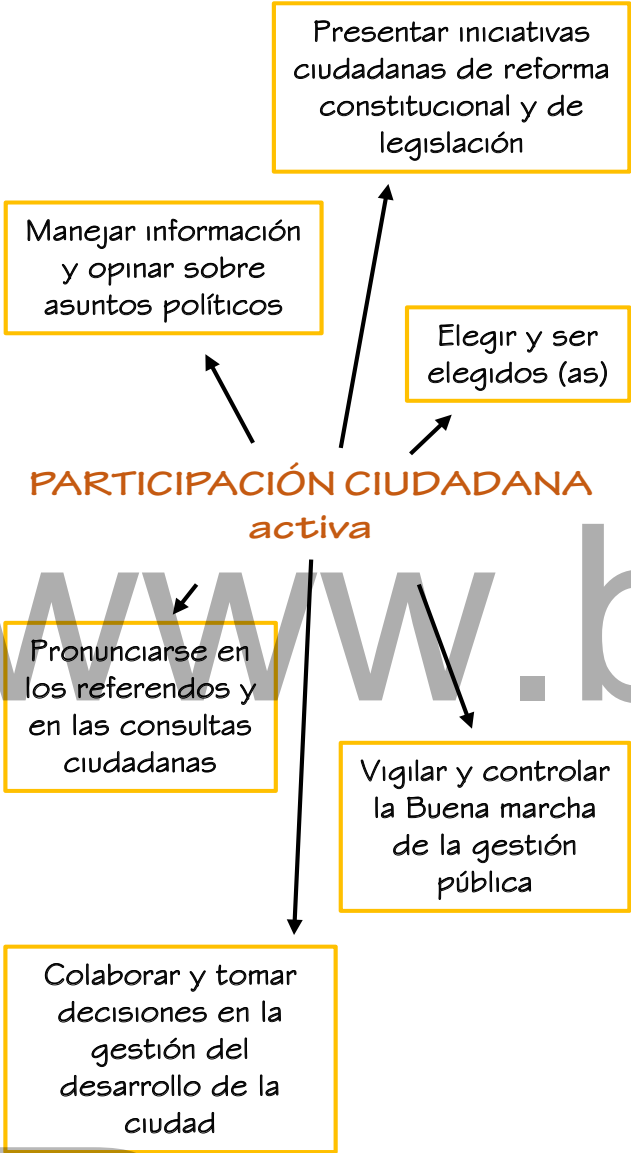 Presentar iniciativas
ciudadanas de reforma
constitucional y de
legislación
Manejar información
y opinar sobre
asuntos políticos
Elegir y ser
elegidos (as)
PARTICIPACIÓN CIUDADANA
activa
www.b
Pronunciarse en
los referendos y
en las consultas
ciudadanas
Vigilar y controlar
la Buena marcha
de la gestión
pública
Colaborar y tomar
decisiones en la
gestión del
desarrollo de la
ciudad